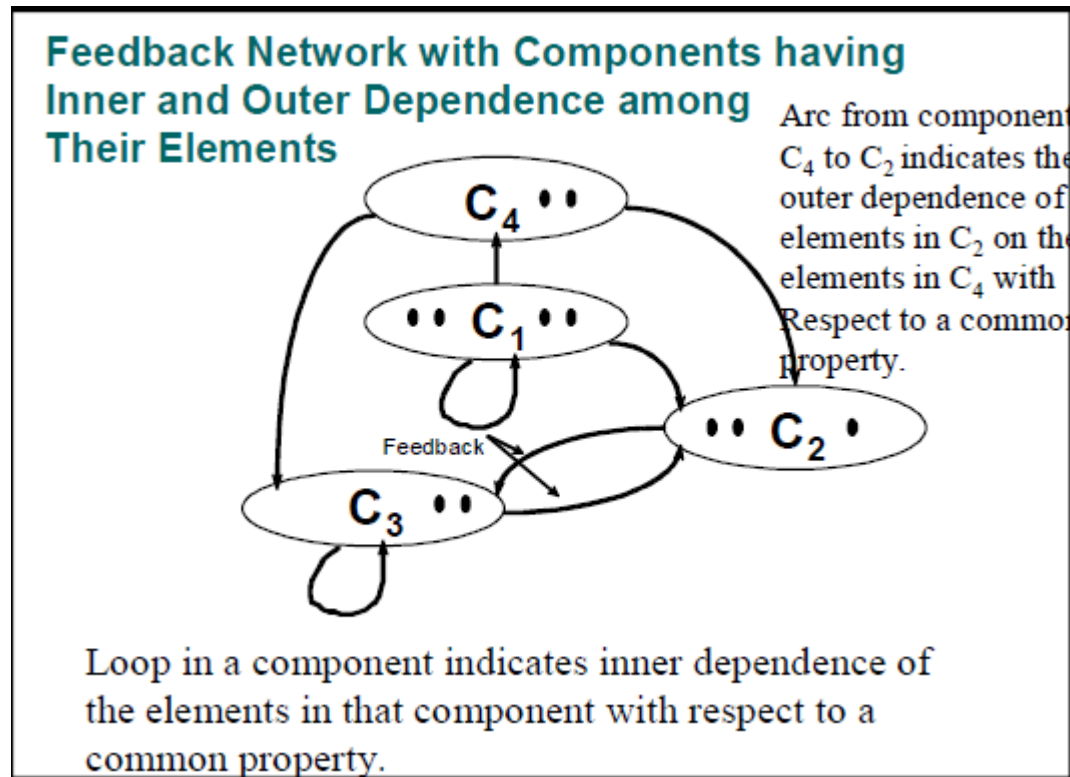 Feedback Network with Components having
Inner and Outer Dependence among
Their Elements
Arc from component
C₄ to C₂ indicates the
outer dependence of
elements in C₂ on the
elements in C₄ with
Respect to a common
property.
C₄
C₁
C₂
Feedback
C₃
Loop in a component indicates inner dependence of
the elements in that component with respect to a
common property.